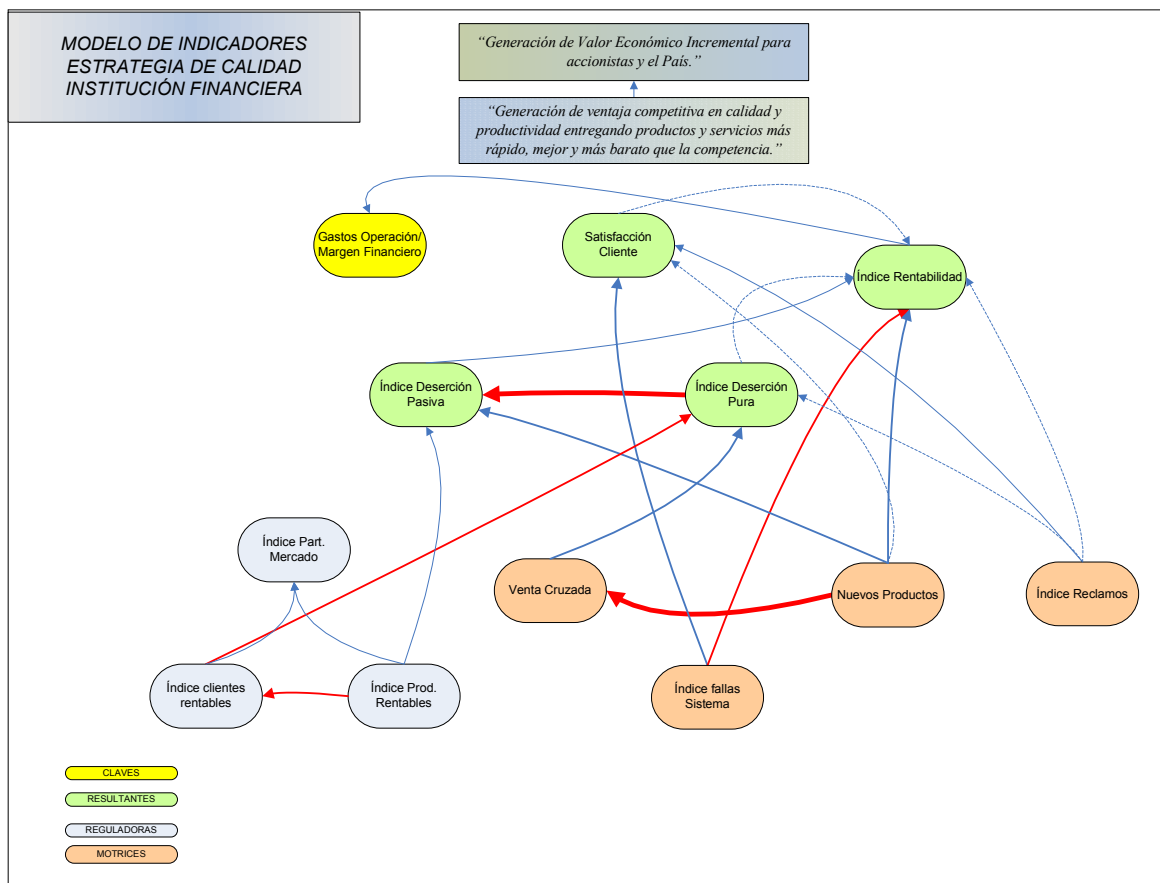 MODELO DE INDICADORES
ESTRATEGIA DE CALIDAD
INSTITUCIÓN FINANCIERA
“Generación de Valor Económico Incremental para
accionistas y el País.”
“Generación de ventaja competitiva en calidad y
productividad entregando productos y servicios más
rápido, mejor y más barato que la competencia.”
Gastos Operación/
Margen Financiero
Satisfacción
Cliente
Índice Rentabilidad
Índice Deserción
Pasiva
Índice Deserción
Pura
Índice Part.
Mercado
Venta Cruzada
Nuevos Productos
Índice Reclamos
Índice clientes
rentables
Índice Prod.
Rentables
Índice fallas
Sistema
CLAVES
RESULTANTES
REGULADORAS
MOTRICES